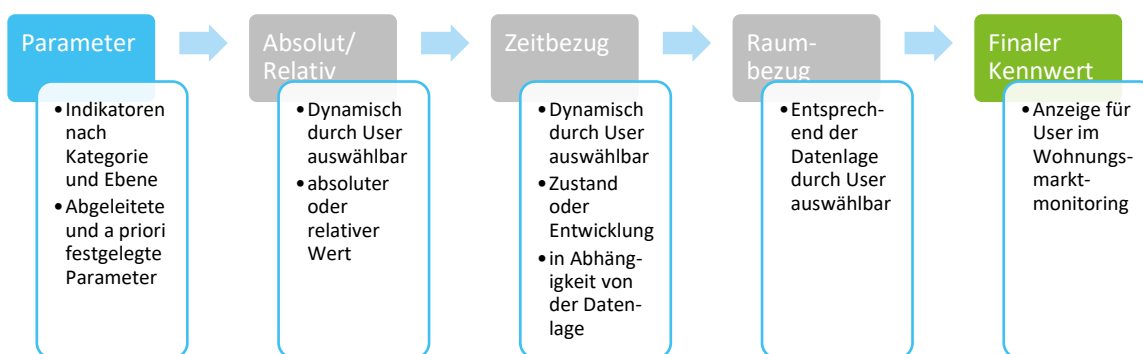 Parameter
•Indikatoren
nach
Kategorie
und Ebene
•Abgeleitete
und a priori
festgelegte
Parameter
Absolut/
Relativ
•Dynamisch
durch User
auswählbar
•absoluter
oder
relativer
Wert
Zeitbezug
•Dynamisch
durch User
auswählbar
•Zustand
oder
Entwicklung
•in Abhäng-
igkeit von
der Daten-
lage
Raum-
bezug
•Entsprech-
end der
Datenlage
durch User
auswählbar
Finaler
Kennwert
•Anzeige für
User im
Wohnungs-
markt-
monitoring